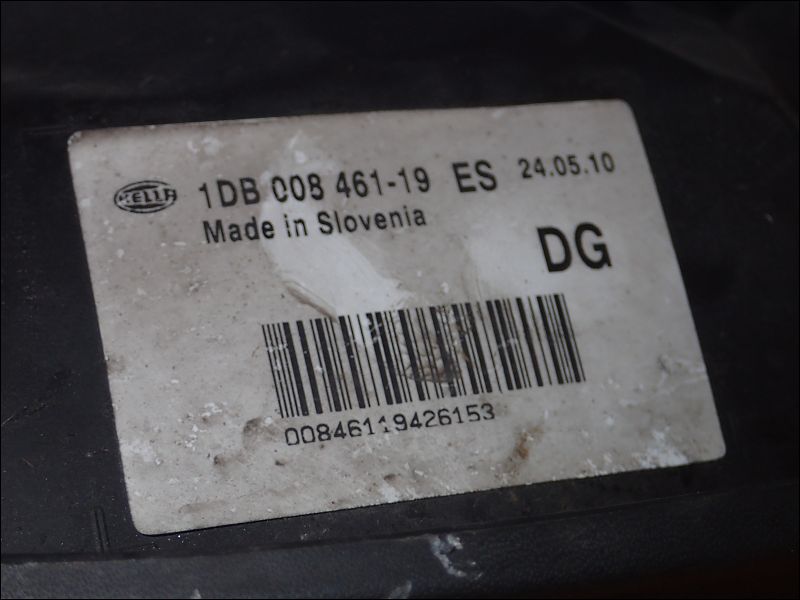 HELLA 1DB 008 461-19 ES 24.05.10
Made in Slovenia
DG
00846119426153